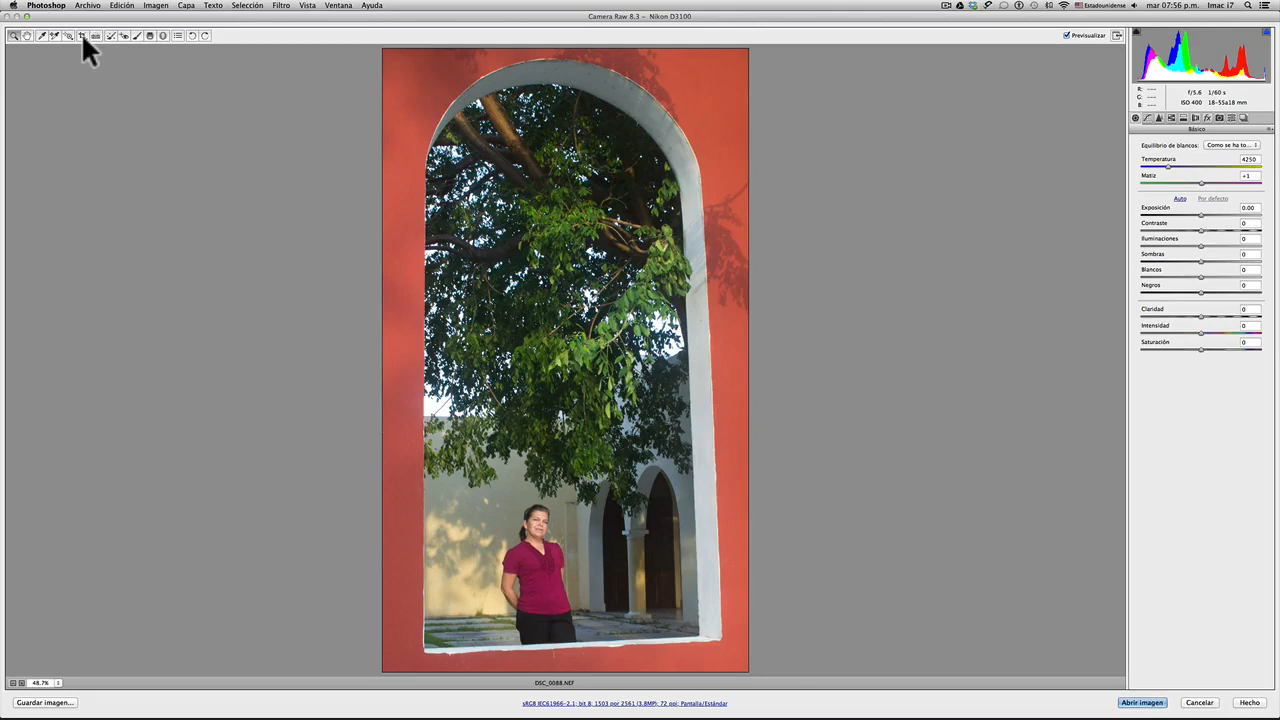 Photoshop Archivo Edición Imagen Capa Texto Selección Filtro Vista Ventana Ayuda Estadounidense mar 07:56 p.m. Imac i7
Camera Raw 8.3 - Nikon D3100
Previsualizar
R: ---
G: ---
B: ---
f/5.6 1/60 s
ISO 400 18-55a18 mm
Básico
Equilibrio de blancos: Como se ha to...
Temperatura 4250
Matiz +1
Auto Por defecto
Exposición 0.00
Contraste 0
Iluminaciones 0
Sombras 0
Blancos 0
Negros 0
Claridad 0
Intensidad 0
Saturación 0
48.7% DSC_0088.NEF
Guardar imagen... sRGB IEC61966-2.1; bit 8; 1503 por 2561 (3.8MP); 72 ppi; Pantalla/Estándar Abrir imagen Cancelar Hecho